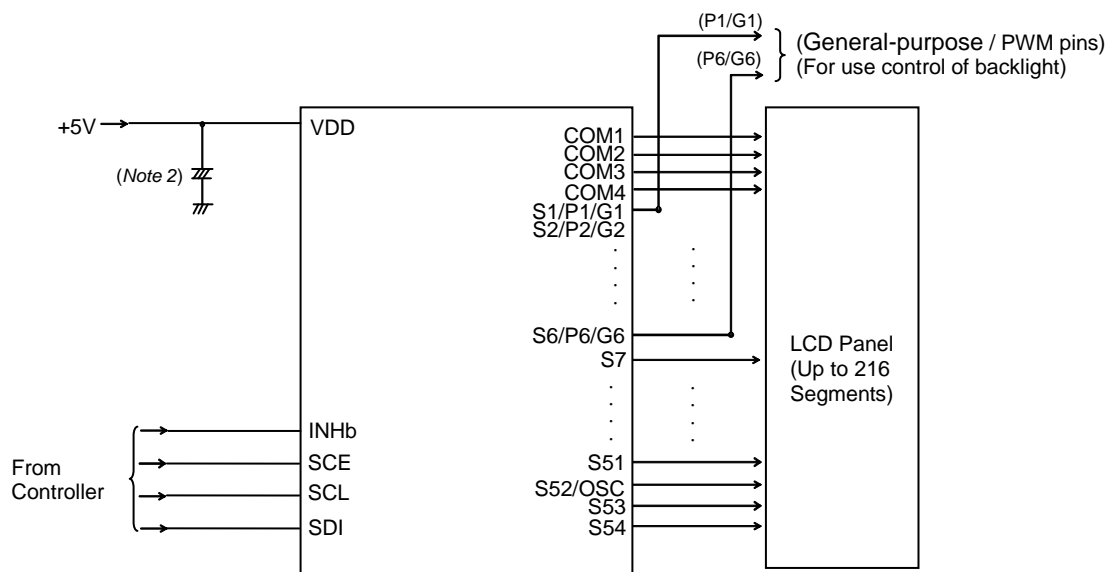 (P1/G1)
(P6/G6)
(General-purpose / PWM pins)
(For use control of backlight)
+5V
VDD
(Note 2)
COM1
COM2
COM3
COM4
S1/P1/G1
S2/P2/G2
S6/P6/G6
S7
LCD Panel
(Up to 216
Segments)
From
Controller
INHb
SCE
SCL
SDI
S51
S52/OSC
S53
S54